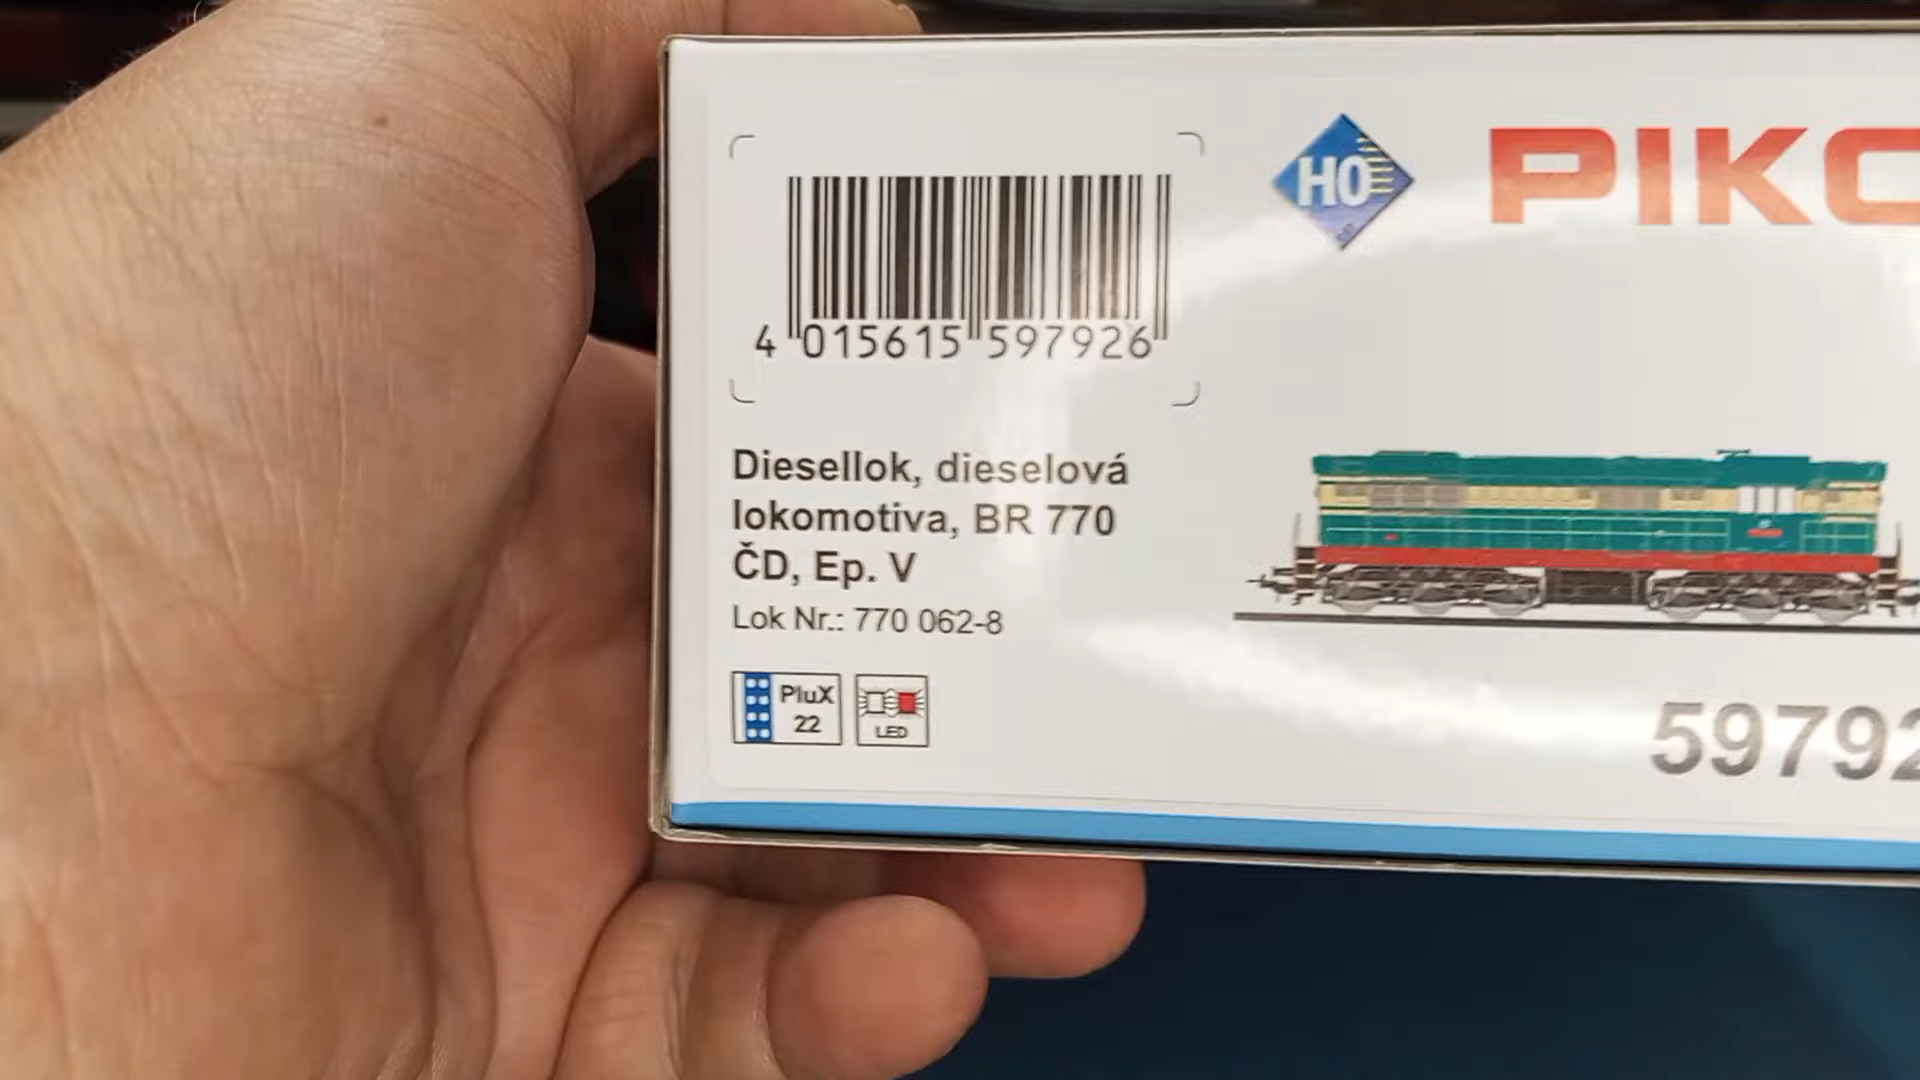 H0
PIKO
4 015615 597926
Diesellok, dieselová
lokomotiva, BR 770
ČD, Ep. V
Lok Nr.: 770 062-8
PluX
22
LED
59792